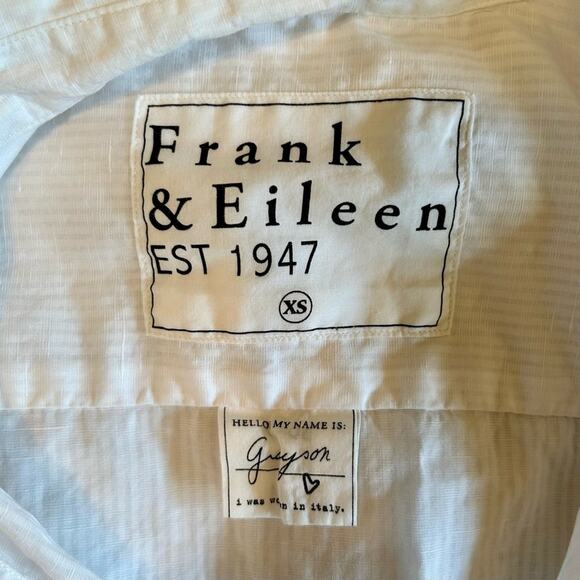 Frank
& Eileen
EST 1947
XS
HELLO MY NAME IS:
Greyson
i was in italy.